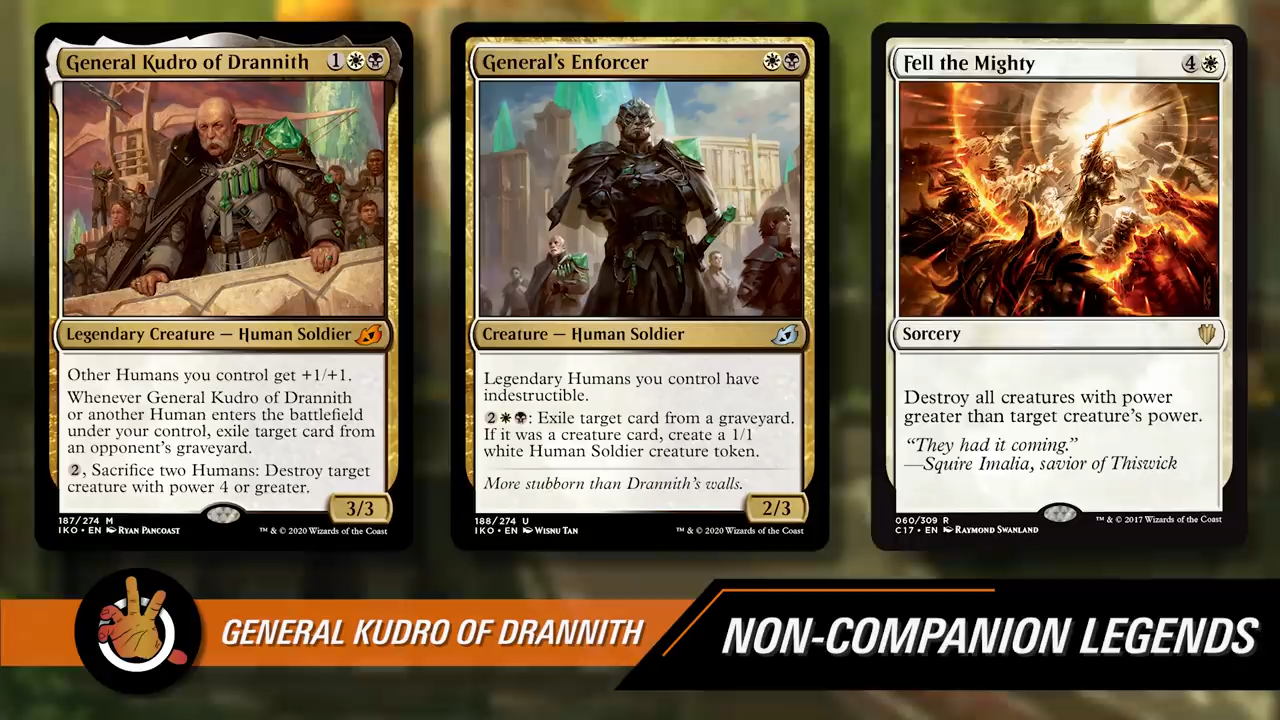 General Kudro of Drannith 1
Legendary Creature — Human Soldier
Other Humans you control get +1/+1.
Whenever General Kudro of Drannith
or another Human enters the battlefield
under your control, exile target card from
an opponent's graveyard.
2, Sacrifice two Humans: Destroy target
creature with power 4 or greater.
3/3
187/274 M
IKO • EN Ryan Pancoast
™ & © 2020 Wizards of the Coast
General's Enforcer
Creature — Human Soldier
Legendary Humans you control have
indestructible.
2: Exile target card from a graveyard.
If it was a creature card, create a 1/1
white Human Soldier creature token.
More stubborn than Drannith's walls.
2/3
188/274 U
IKO • EN Wisnu Tan
™ & © 2020 Wizards of the Coast
Fell the Mighty 4
Sorcery
Destroy all creatures with power
greater than target creature's power.
“They had it coming.”
—Squire Imalia, savior of Thiswick
060/309 R
C17 • EN Raymond Swanland
™ & © 2017 Wizards of the Coast
GENERAL KUDRO OF DRANNITH
NON-COMPANION LEGENDS